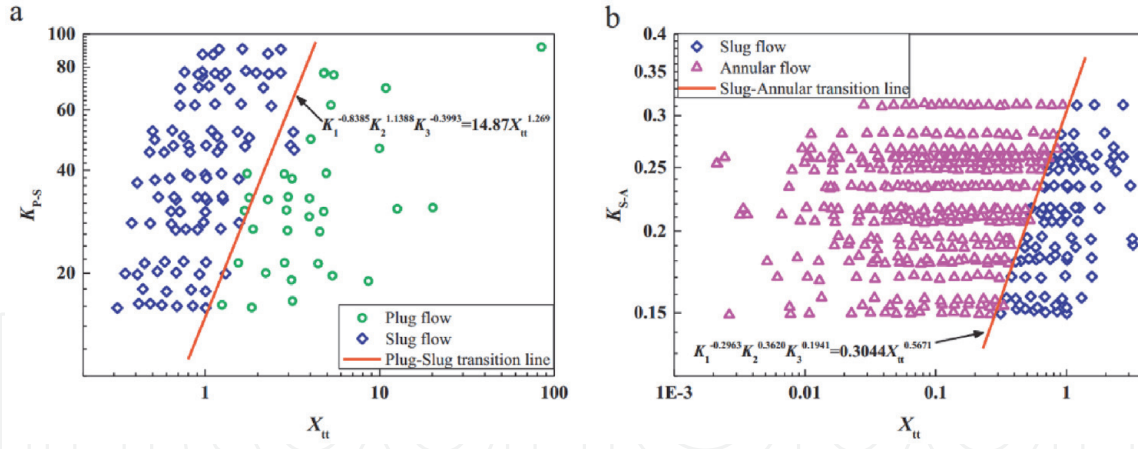 a
100
80
60
40
20
K_P-S
K_1^-0.8385 K_2^1.1388 K_3^-0.3993=14.87X_tt^1.269
Plug flow
Slug flow
Plug-Slug transition line
1
10
100
X_tt
b
0.4
0.35
0.3
0.25
0.2
0.15
K_S-A
Slug flow
Annular flow
Slug-Annular transition line
K_1^-0.2963 K_2^0.3620 K_3^0.1941=0.3044X_tt^0.5671
1E-3
0.01
0.1
1
X_tt